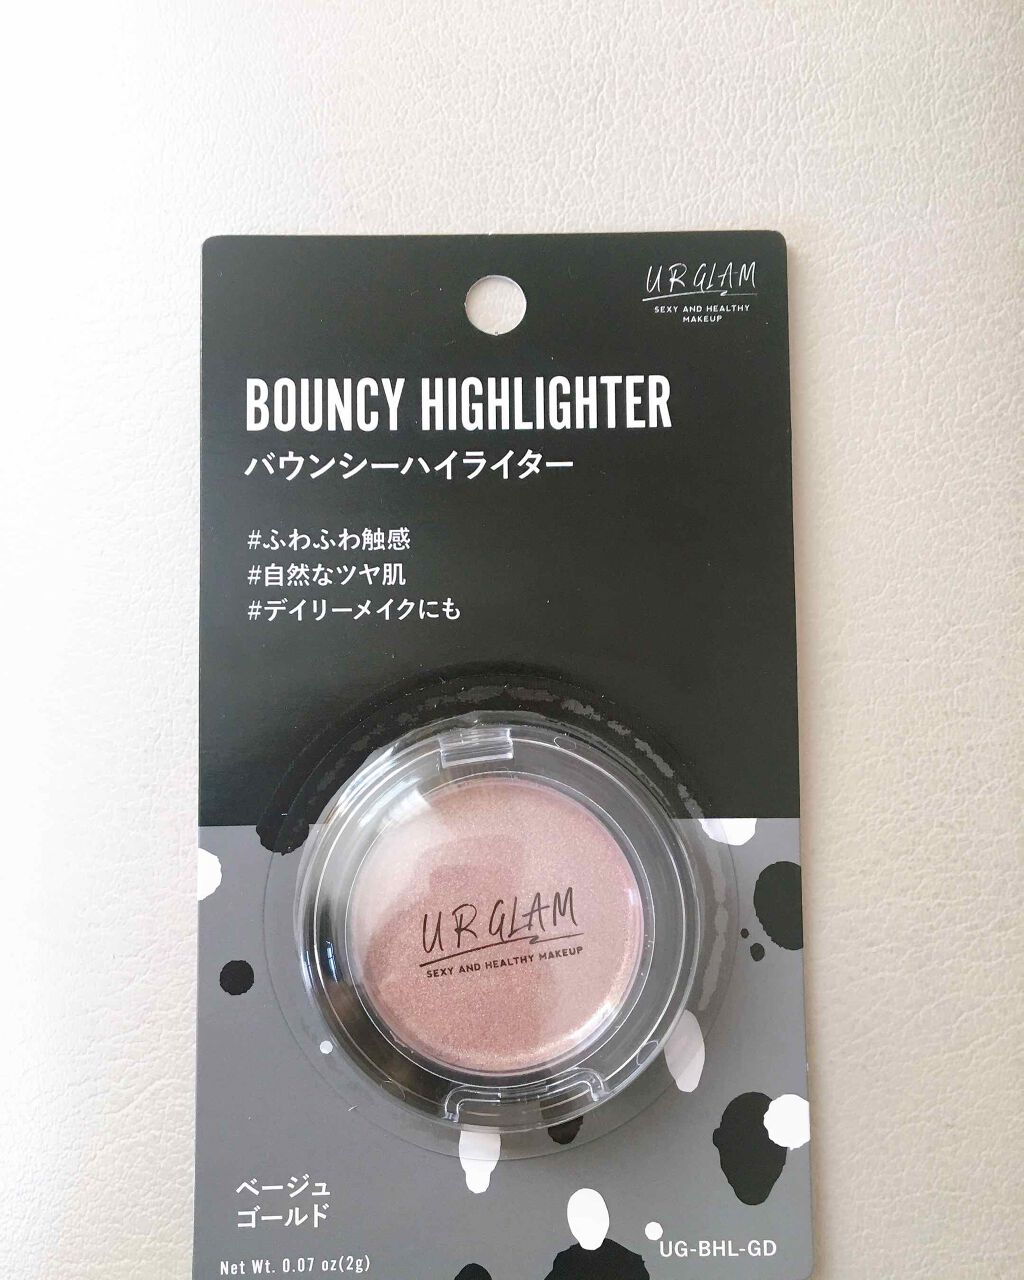 UR GLAM
SEXY AND HEALTHY
MAKEUP
BOUNCY HIGHLIGHTER
バウンシーハイライター
#ふわふわ触感
#自然なツヤ肌
#デイリーメイクにも
UR GLAM
SEXY AND HEALTHY MAKEUP
ベージュ
ゴールド
Net Wt. 0.07 oz(2g)
UG-BHL-GD